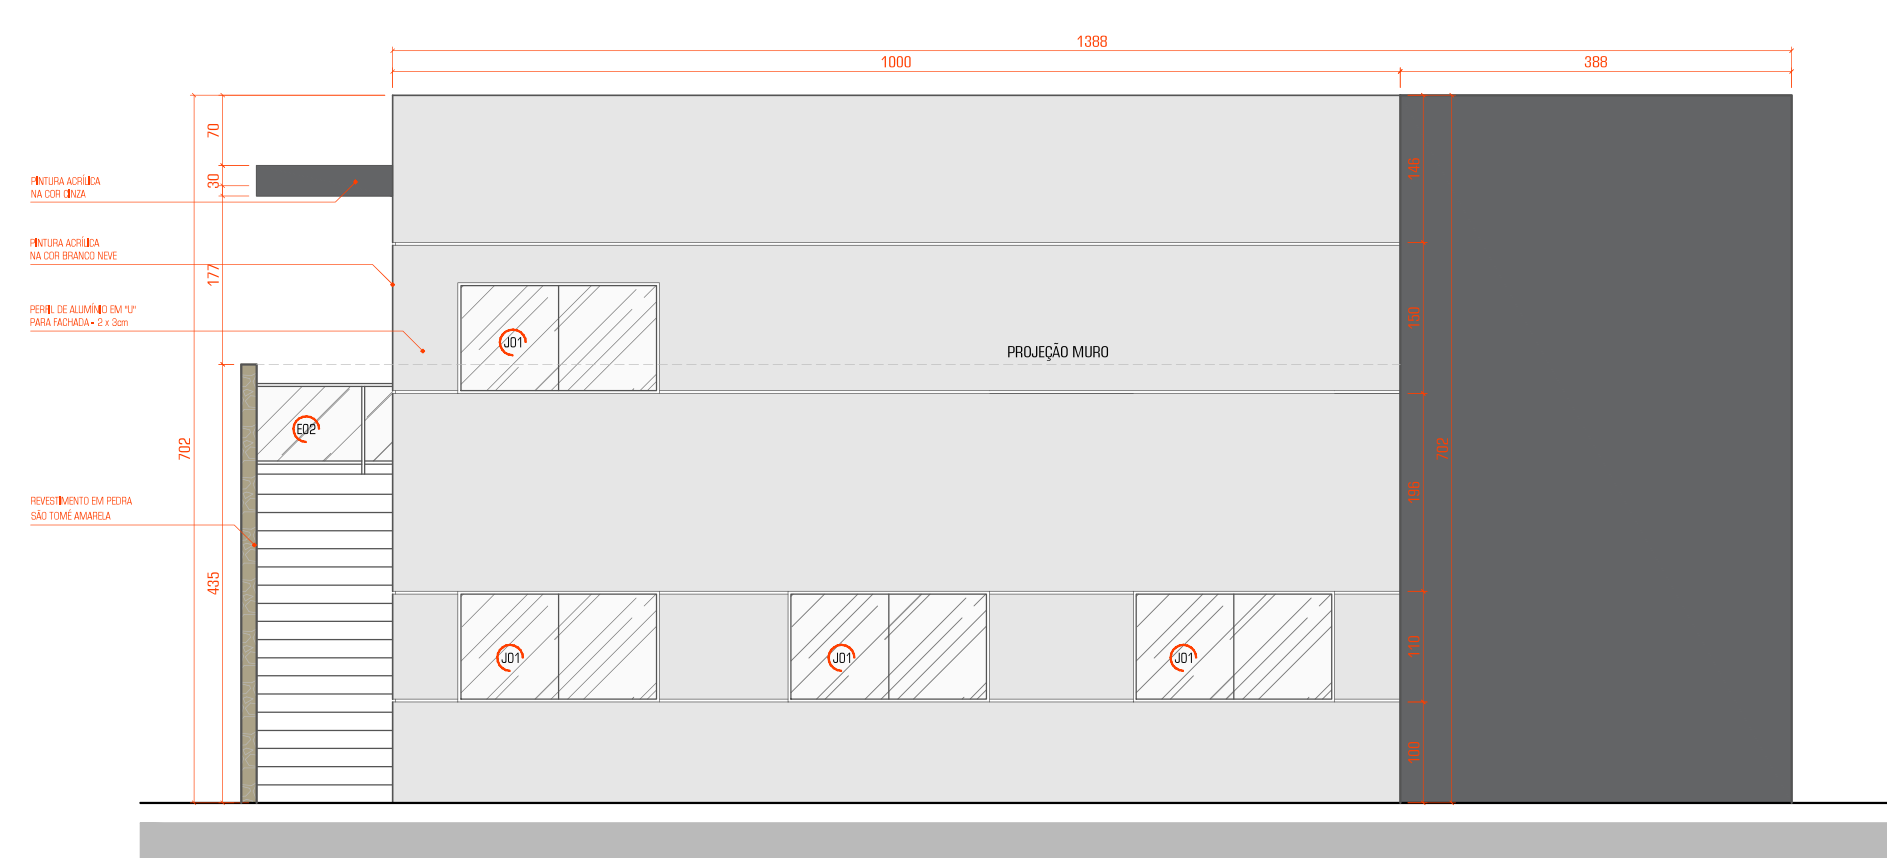 1388
1000
388
70
30
177
702
435
146
150
196
702
110
100
PINTURA ACRÍLICA
NA COR CINZA
PINTURA ACRÍLICA
NA COR BRANCO NEVE
PERFIL DE ALUMÍNIO EM "U"
PARA FACHADA - 2 x 3cm
REVESTIMENTO EM PEDRA
SÃO TOMÉ AMARELA
J01
PROJEÇÃO MURO
E02
J01
J01
J01